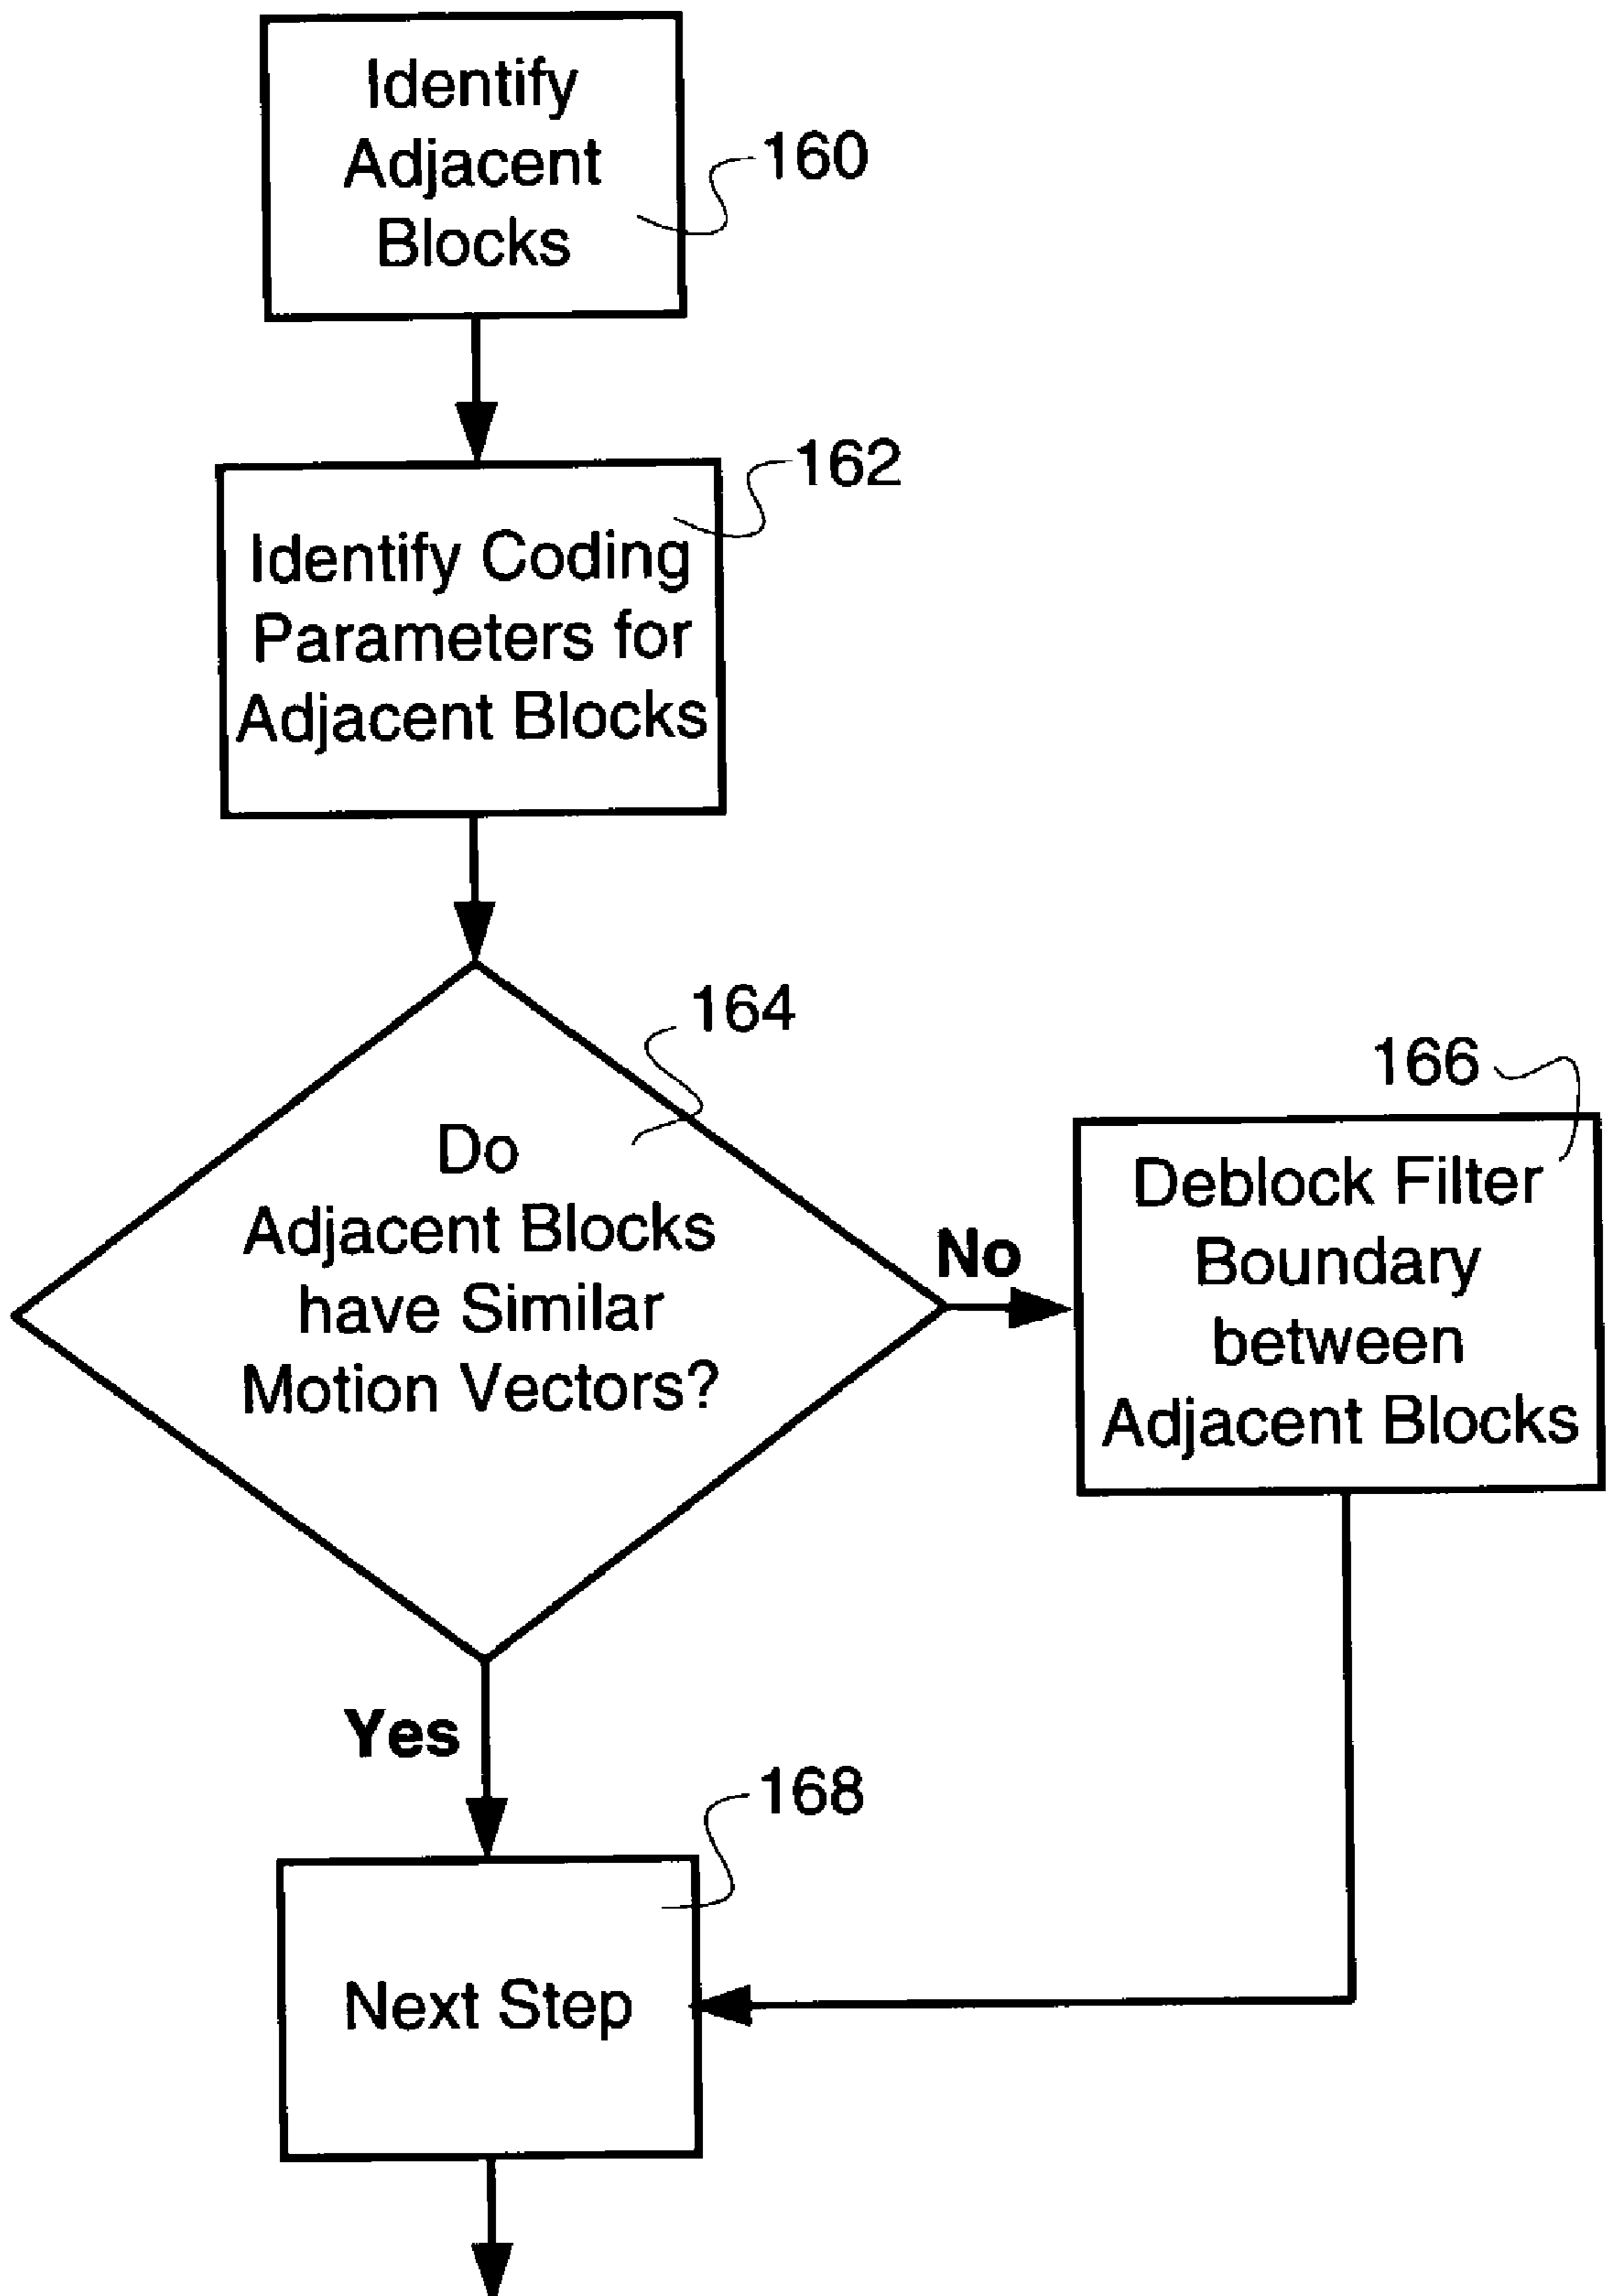 Identify
Adjacent
Blocks
160
162
Identify Coding
Parameters for
Adjacent Blocks
164
Do
Adjacent Blocks
have Similar
Motion Vectors?
No
166
Deblock Filter
Boundary
between
Adjacent Blocks
Yes
168
Next Step